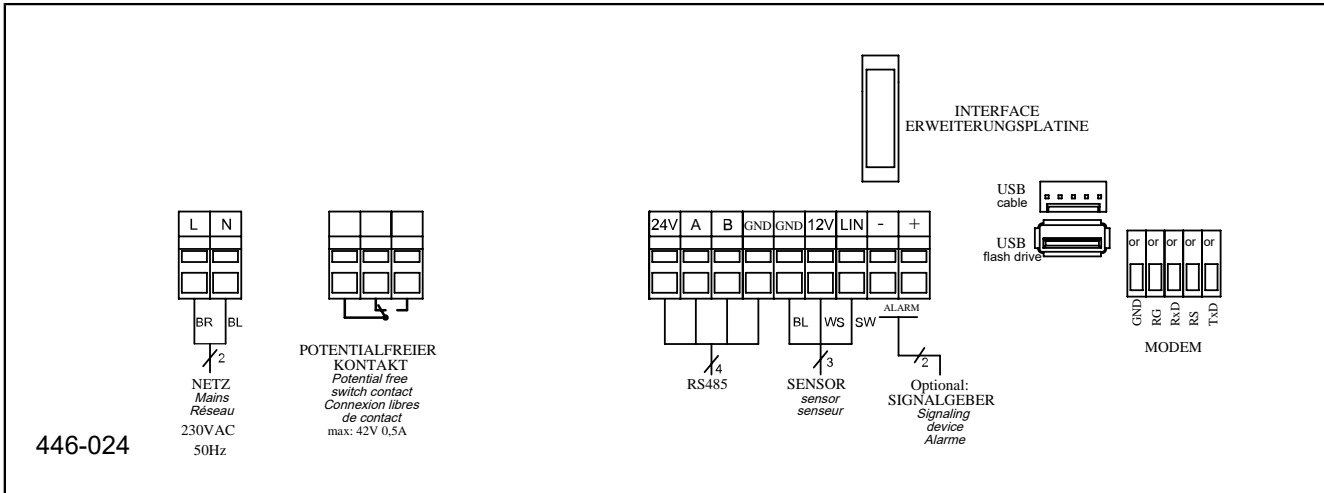 INTERFACE
ERWEITERUNGSPLATINE
USB
cable
USB
flash drive
L N
BR BL
2
NETZ
Mains
Réseau
230VAC
50Hz
POTENTIALFREIER
KONTAKT
Potential free
switch contact
Connexion libres
de contact
max: 42V 0,5A
24V A B GND GND 12V LIN - +
4
RS485
BL WS SW
3
SENSOR
sensor
senseur
ALARM
2
Optional:
SIGNALGEBER
Signaling
device
Alarme
or or or or or
GND RG RxD RS TxD
MODEM
446-024